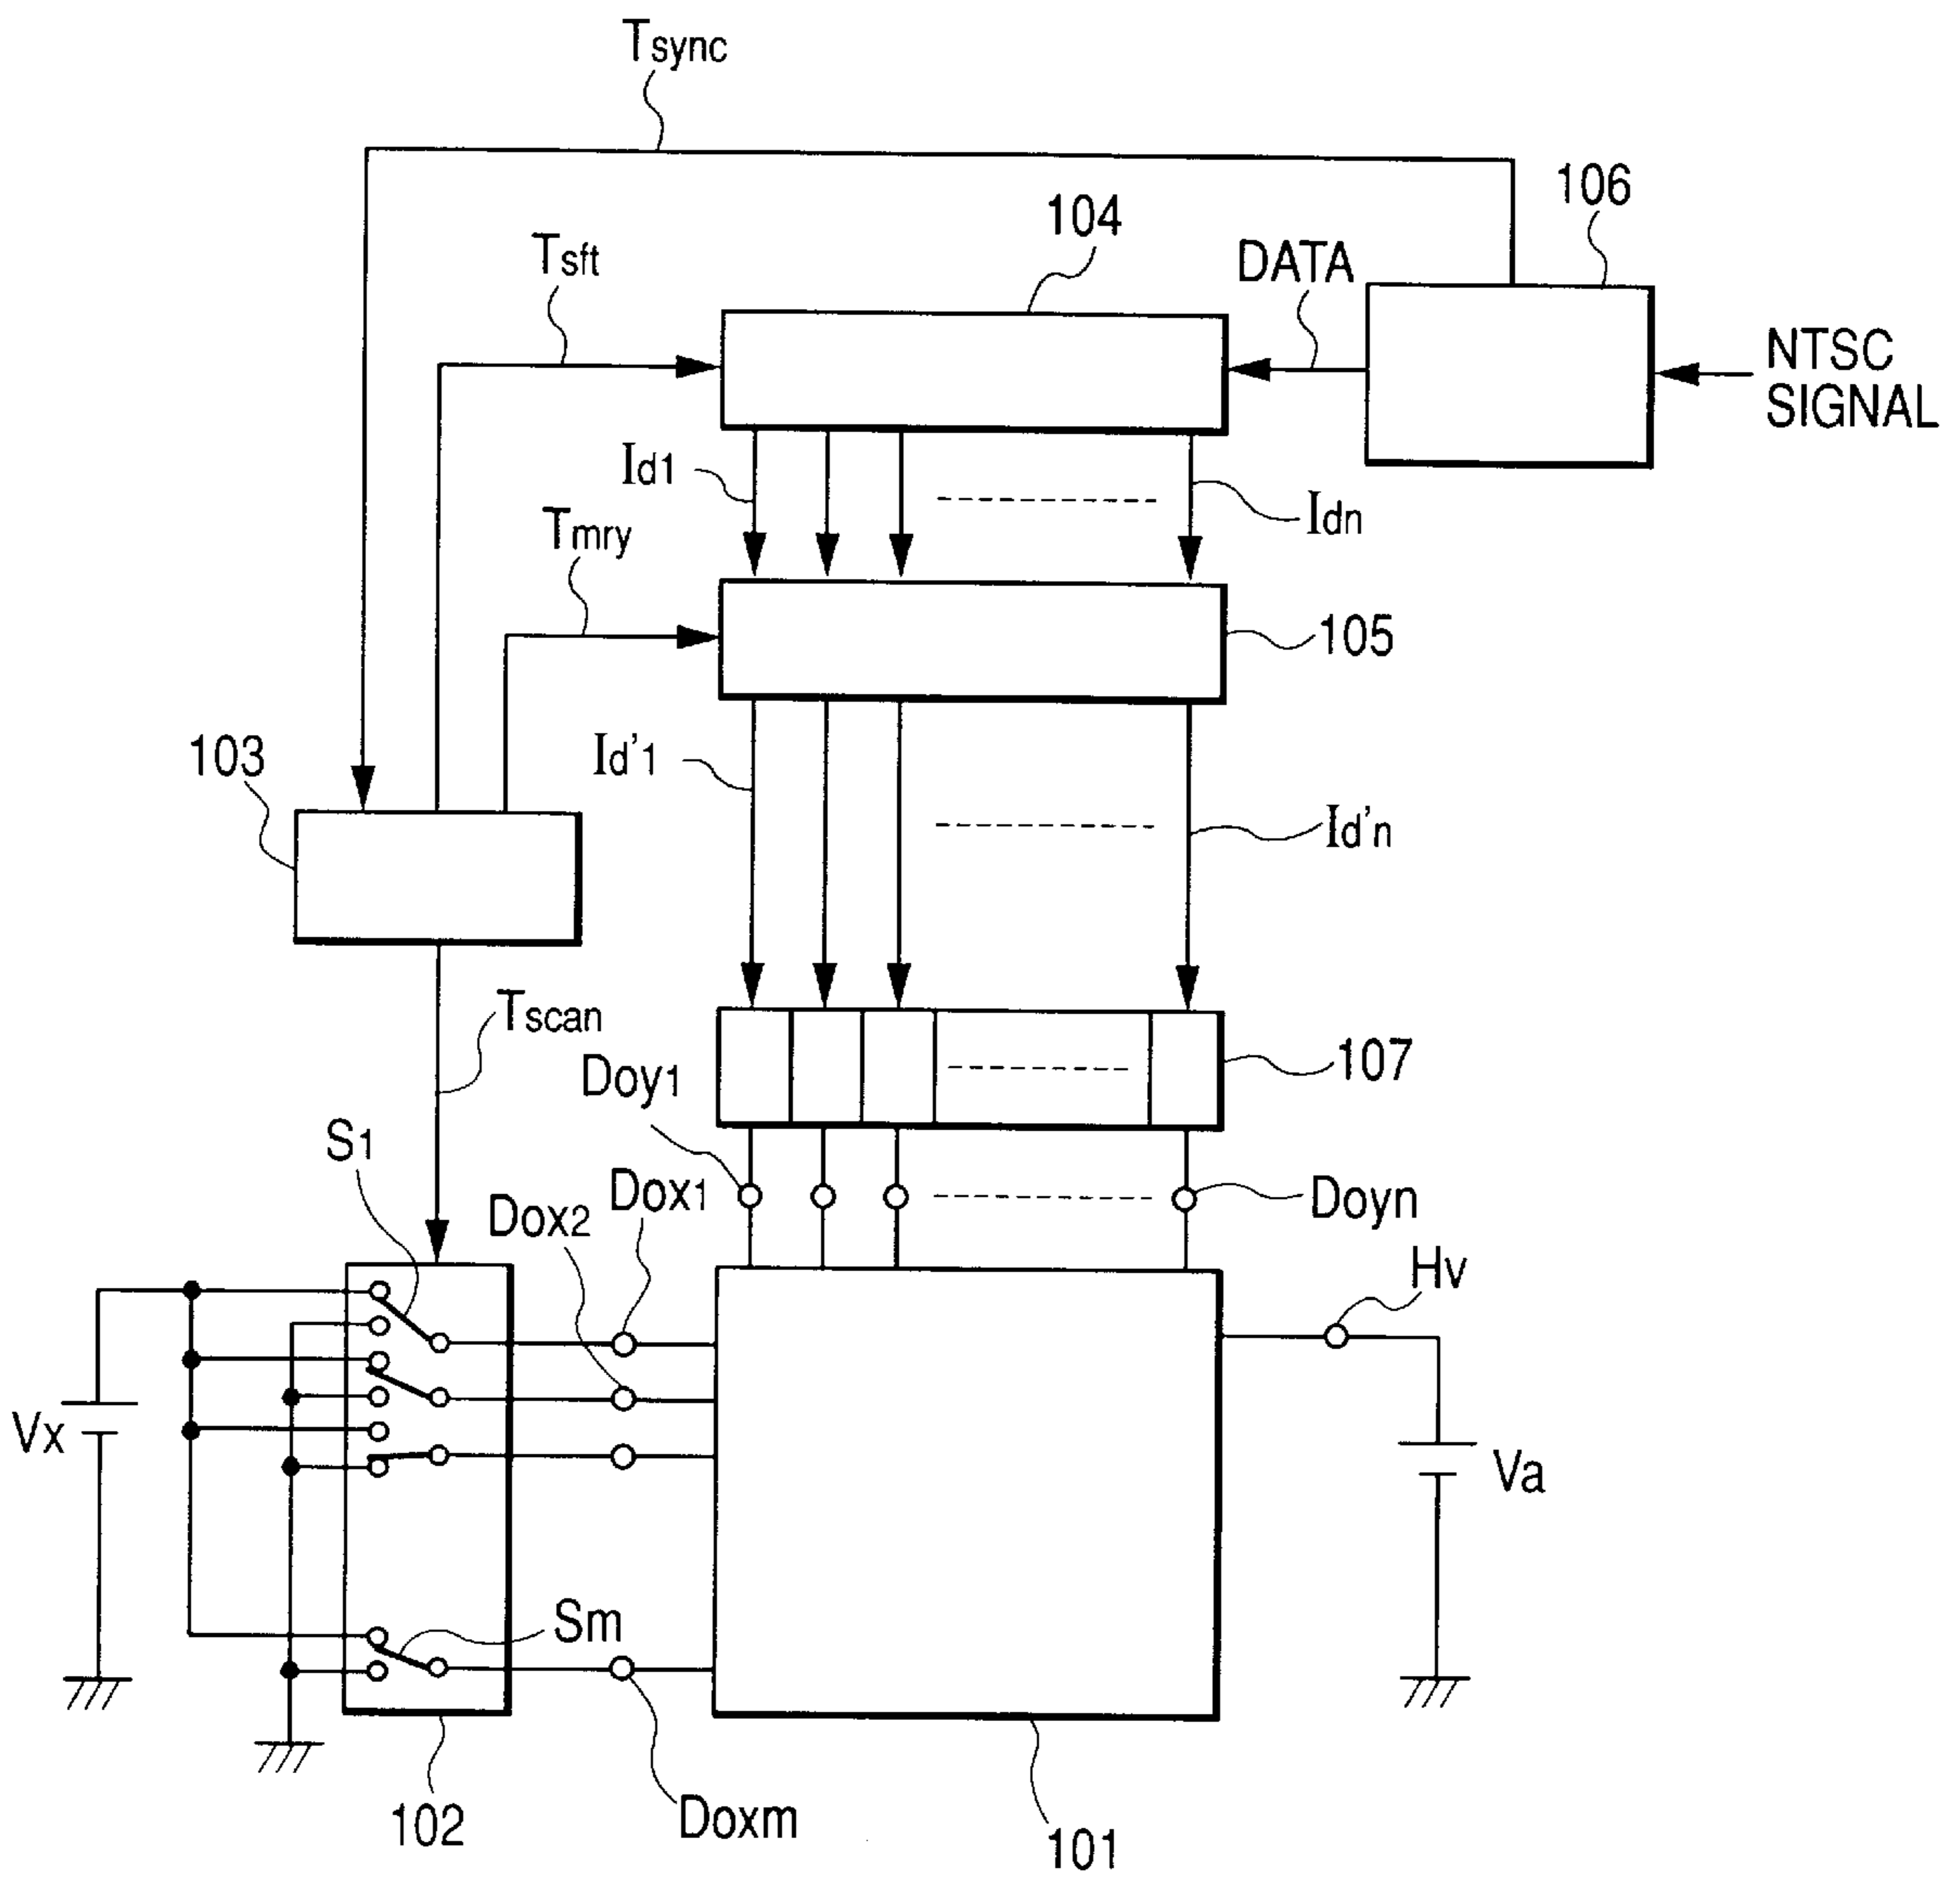 Tsync
106
104
Tsft
DATA
NTSC
SIGNAL
Id1
Idn
Tmry
105
103
Id'1
Id'n
Tscan
107
Doy1
S1
Dox1
Dox2
Doyn
Hv
Vx
Va
Sm
102
Doxm
101